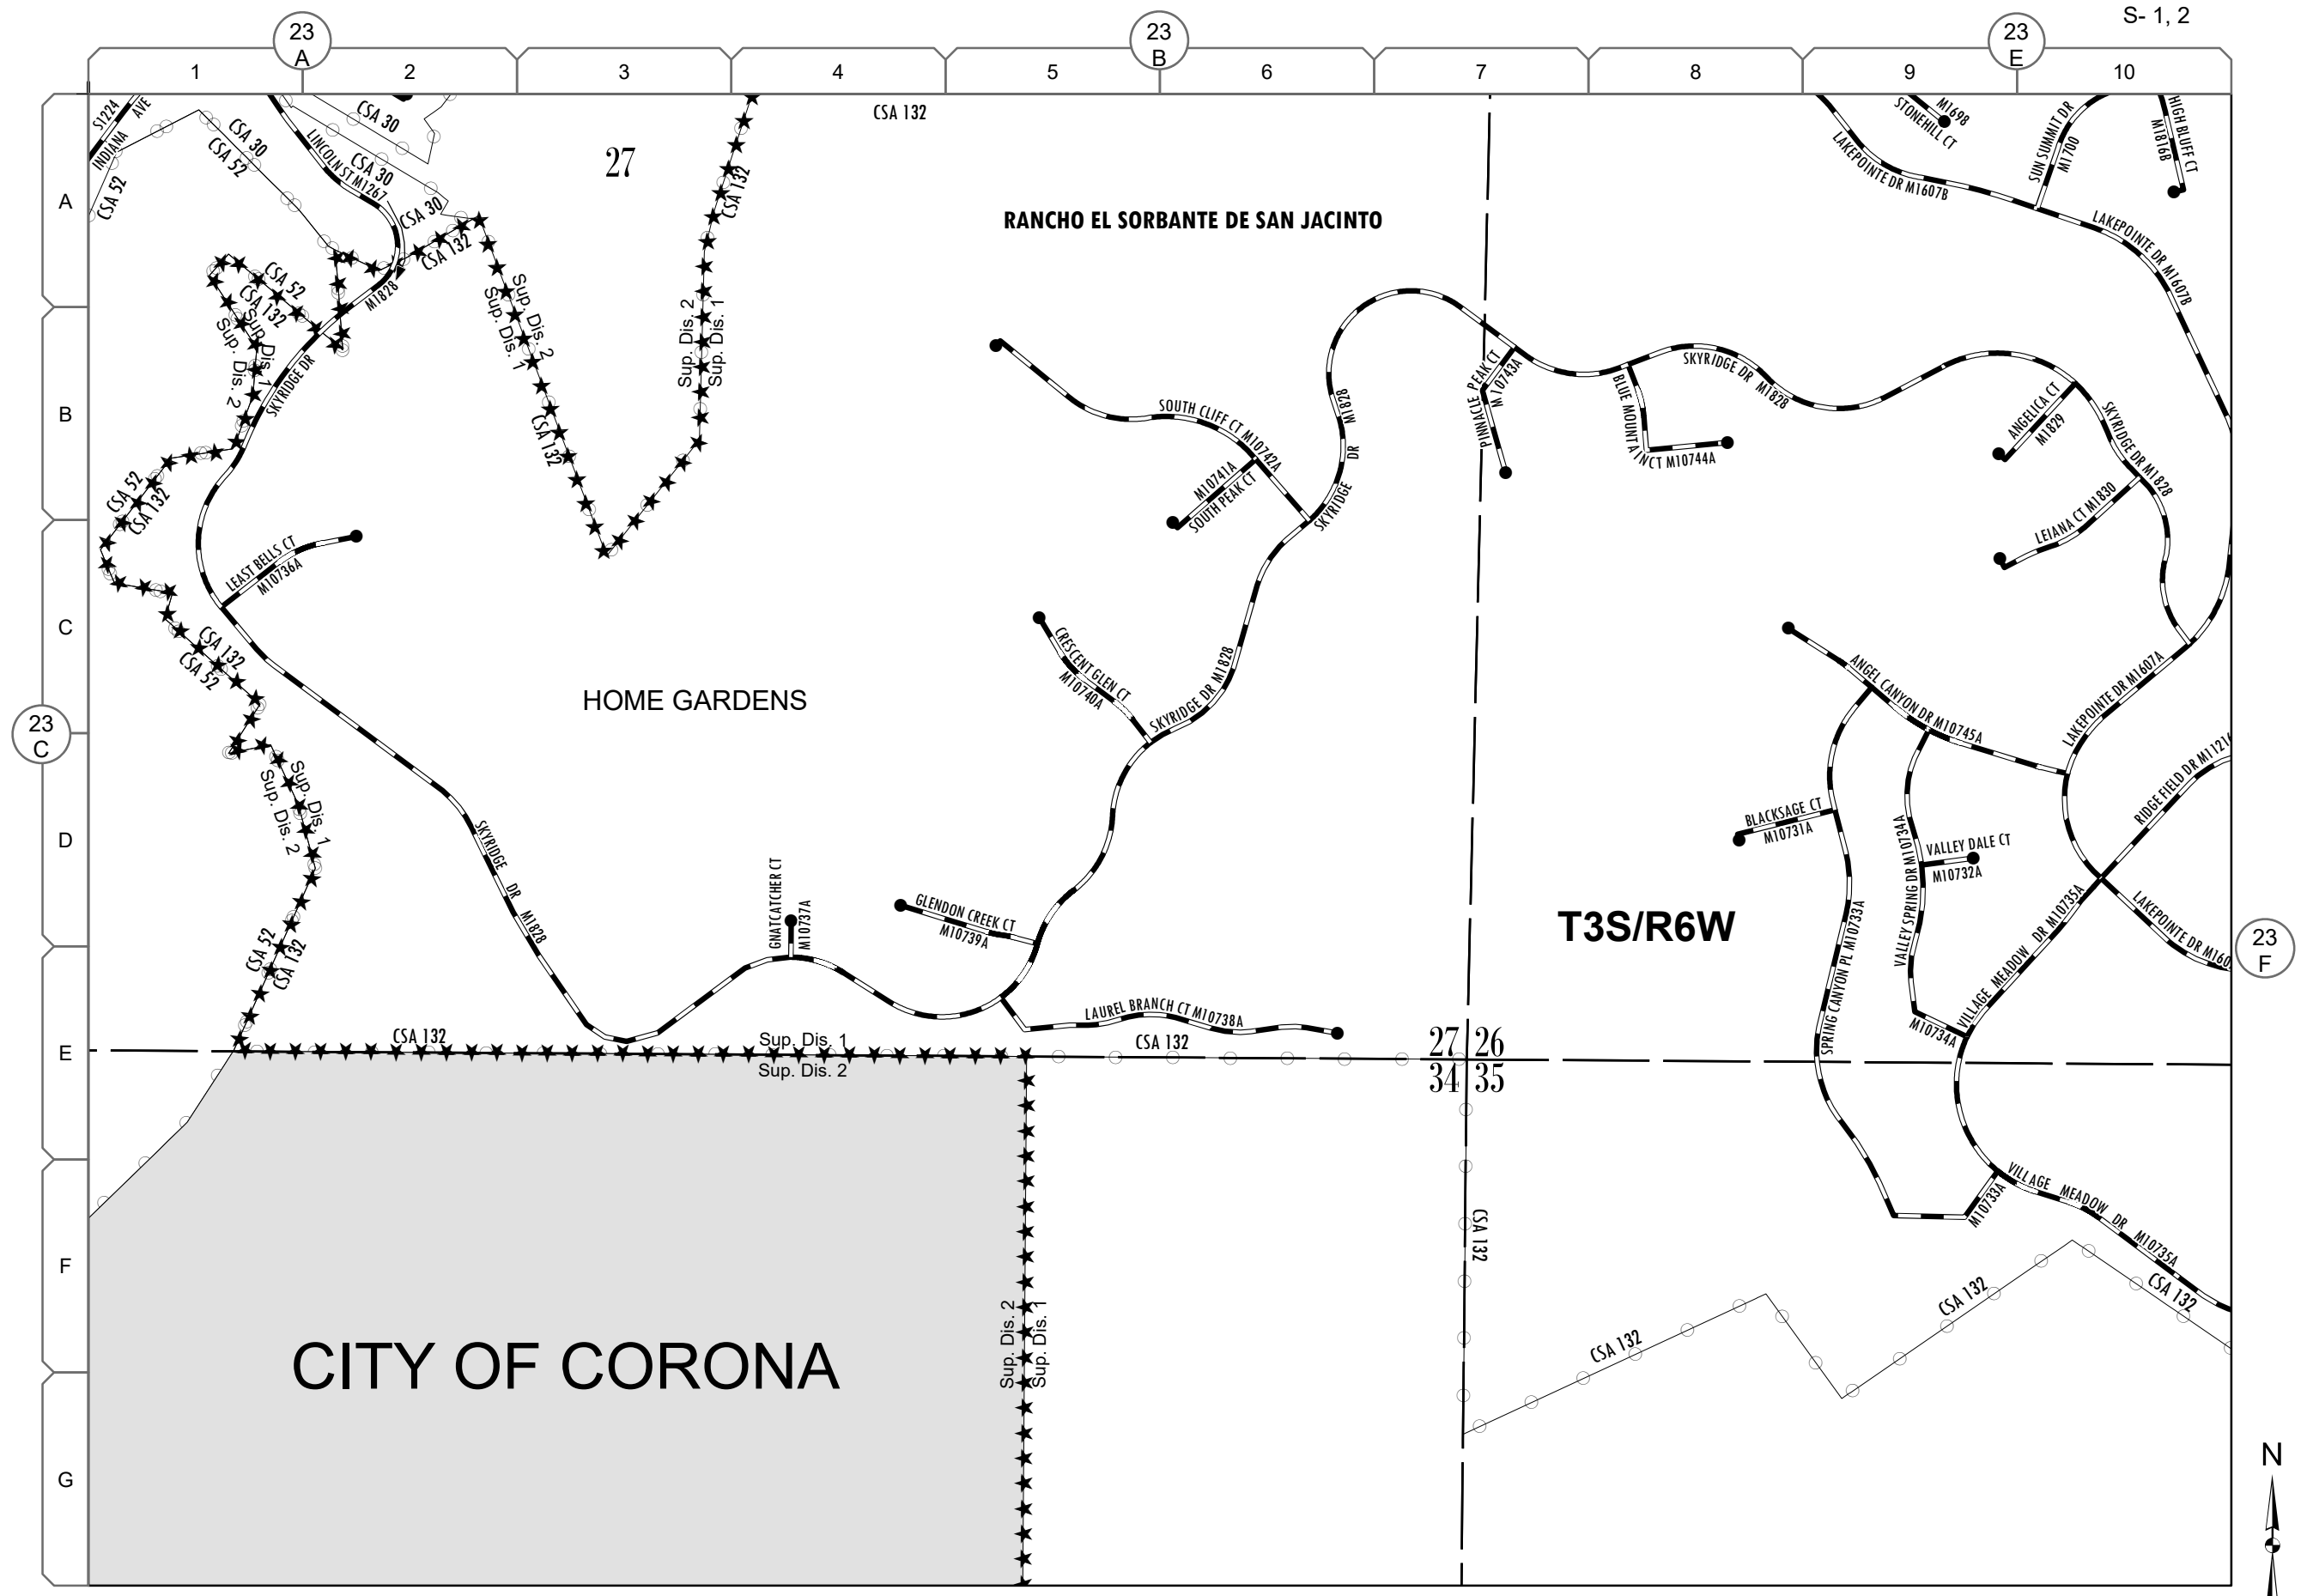 S- 1, 2
23
A
23
B
23
E
1
2
3
4
5
6
7
8
9
10
A
B
C
D
E
F
G
23
C
23
F
N
S1224
INDIANA AVE
CSA 52
CSA 30
CSA 52
LINCOLN ST M1267
CSA 30
CSA 30
CSA 30
CSA 132
27
CSA 132
CSA 132
RANCHO EL SORBANTE DE SAN JACINTO
STONEHILL CT
M1698
LAKEPOINTE DR M1607B
SUN SUMMIT DR
M1700
HIGH BLUFF CT
M1816B
LAKEPOINTE DR M1607B
CSA 52
CSA 132
Sup. Dis. 1
Sup. Dis. 2
M1828
SKYRIDGE DR
Sup. Dis. 2
Sup. Dis. 1
CSA 132
Sup. Dis. 2
Sup. Dis. 1
SOUTH CLIFF CT M10742A
M10741A
SOUTH PEAK CT
SKYRIDGE DR M1828
PINNACLE PEAK CT
M 10743A
BLUE MOUNTAIN CT M10744A
SKYRIDGE DR M1828
ANGELICA CT
M1829
SKYRIDGE DR M1828
LEIANA CT M1830
CSA 52
CSA 132
LEAST BELLS CT
M10736A
CSA 132
CSA 52
HOME GARDENS
CRESCENT GLEN CT
M10740A
SKYRIDGE DR M1828
ANGEL CANYON DR M10745A
LAKEPOINTE DR M1607A
RIDGE FIELD DR M1121
Sup. Dis. 1
Sup. Dis. 2
SKYRIDGE DR M1828
GNATCATCHER CT
M10737A
GLENDON CREEK CT
M10739A
BLACKSAGE CT
M10731A
VALLEY SPRING DR M10734A
VALLEY DALE CT
M10732A
T3S/R6W
SPRING CANYON PL M10733A
VILLAGE MEADOW DR M10735A
LAKEPOINTE DR M160
CSA 52
CSA 132
CSA 132
Sup. Dis. 1
Sup. Dis. 2
LAUREL BRANCH CT M10738A
CSA 132
27 26
34 35
M10734A
CSA 132
M10733A
VILLAGE MEADOW DR M10735A
CITY OF CORONA
Sup. Dis. 2
Sup. Dis. 1
CSA 132
CSA 132
CSA 132